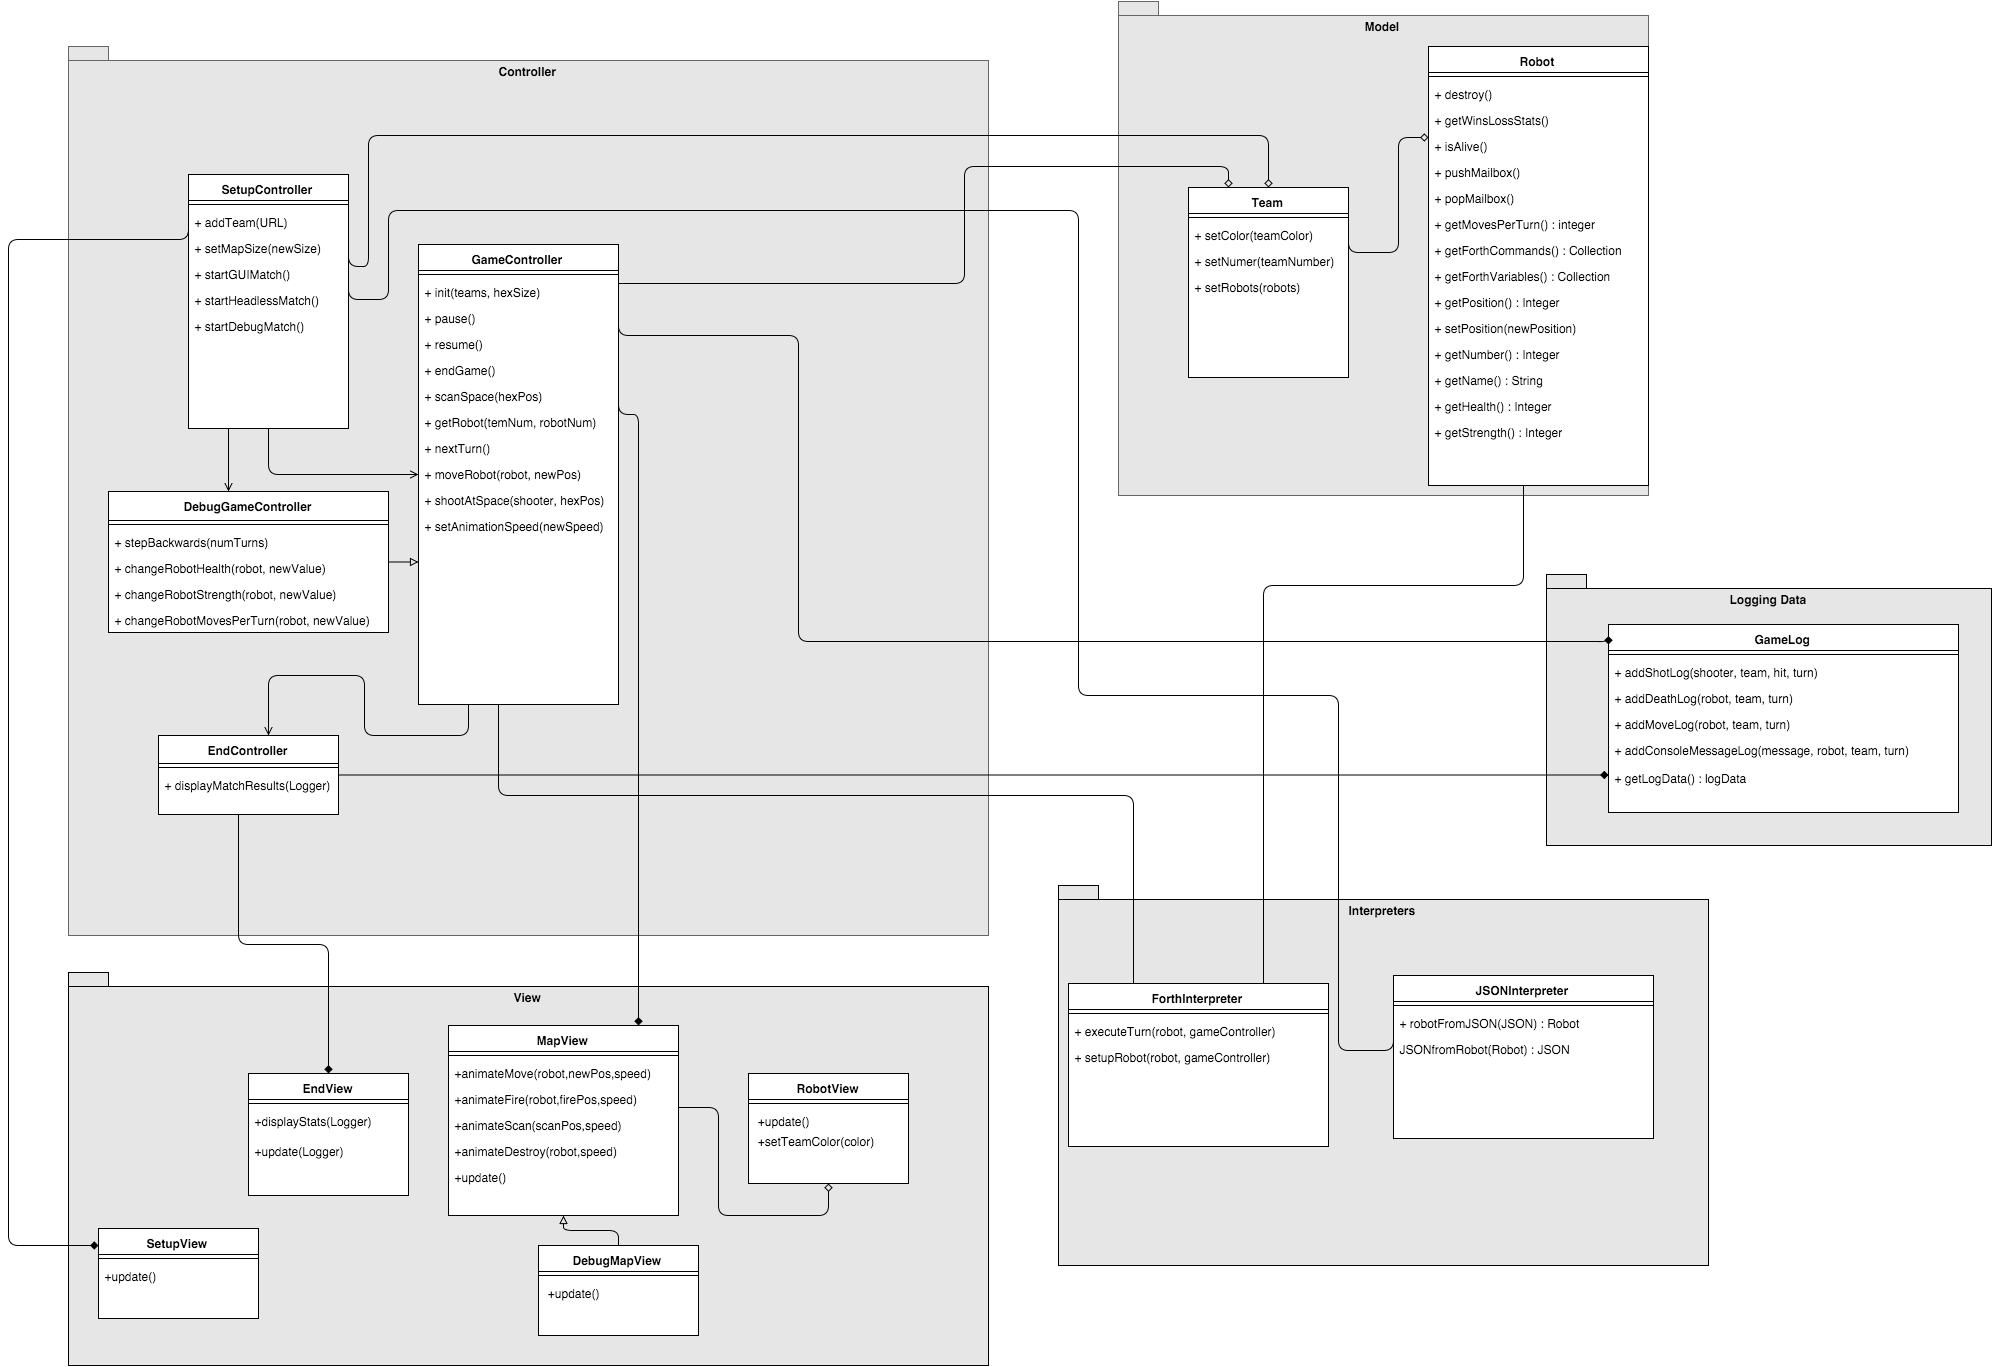 Controller
SetupController
+ addTeam(URL)
+ setMapSize(newSize)
+ startGUIMatch()
+ startHeadlessMatch()
+ startDebugMatch()
GameController
+ init(teams, hexSize)
+ pause()
+ resume()
+ endGame()
+ scanSpace(hexPos)
+ getRobot(temNum, robotNum)
+ nextTurn()
+ moveRobot(robot, newPos)
+ shootAtSpace(shooter, hexPos)
+ setAnimationSpeed(newSpeed)
DebugGameController
+ stepBackwards(numTurns)
+ changeRobotHealth(robot, newValue)
+ changeRobotStrength(robot, newValue)
+ changeRobotMovesPerTurn(robot, newValue)
EndController
+ displayMatchResults(Logger)
Model
Team
+ setColor(teamColor)
+ setNumer(teamNumber)
+ setRobots(robots)
Robot
+ destroy()
+ getWinsLossStats()
+ isAlive()
+ pushMailbox()
+ popMailbox()
+ getMovesPerTurn() : integer
+ getForthCommands() : Collection
+ getForthVariables() : Collection
+ getPosition() : Integer
+ setPosition(newPosition)
+ getNumber() : Integer
+ getName() : String
+ getHealth() : Integer
+ getStrength() : Integer
Logging Data
GameLog
+ addShotLog(shooter, team, hit, turn)
+ addDeathLog(robot, team, turn)
+ addMoveLog(robot, team, turn)
+ addConsoleMessageLog(message, robot, team, turn)
+ getLogData() : logData
View
EndView
+displayStats(Logger)
+update(Logger)
MapView
+animateMove(robot,newPos,speed)
+animateFire(robot,firePos,speed)
+animateScan(scanPos,speed)
+animateDestroy(robot,speed)
+update()
RobotView
+update()
+setTeamColor(color)
SetupView
+update()
DebugMapView
+update()
Interpreters
ForthInterpreter
+ executeTurn(robot, gameController)
+ setupRobot(robot, gameController)
JSONInterpreter
+ robotFromJSON(JSON) : Robot
JSONfromRobot(Robot) : JSON